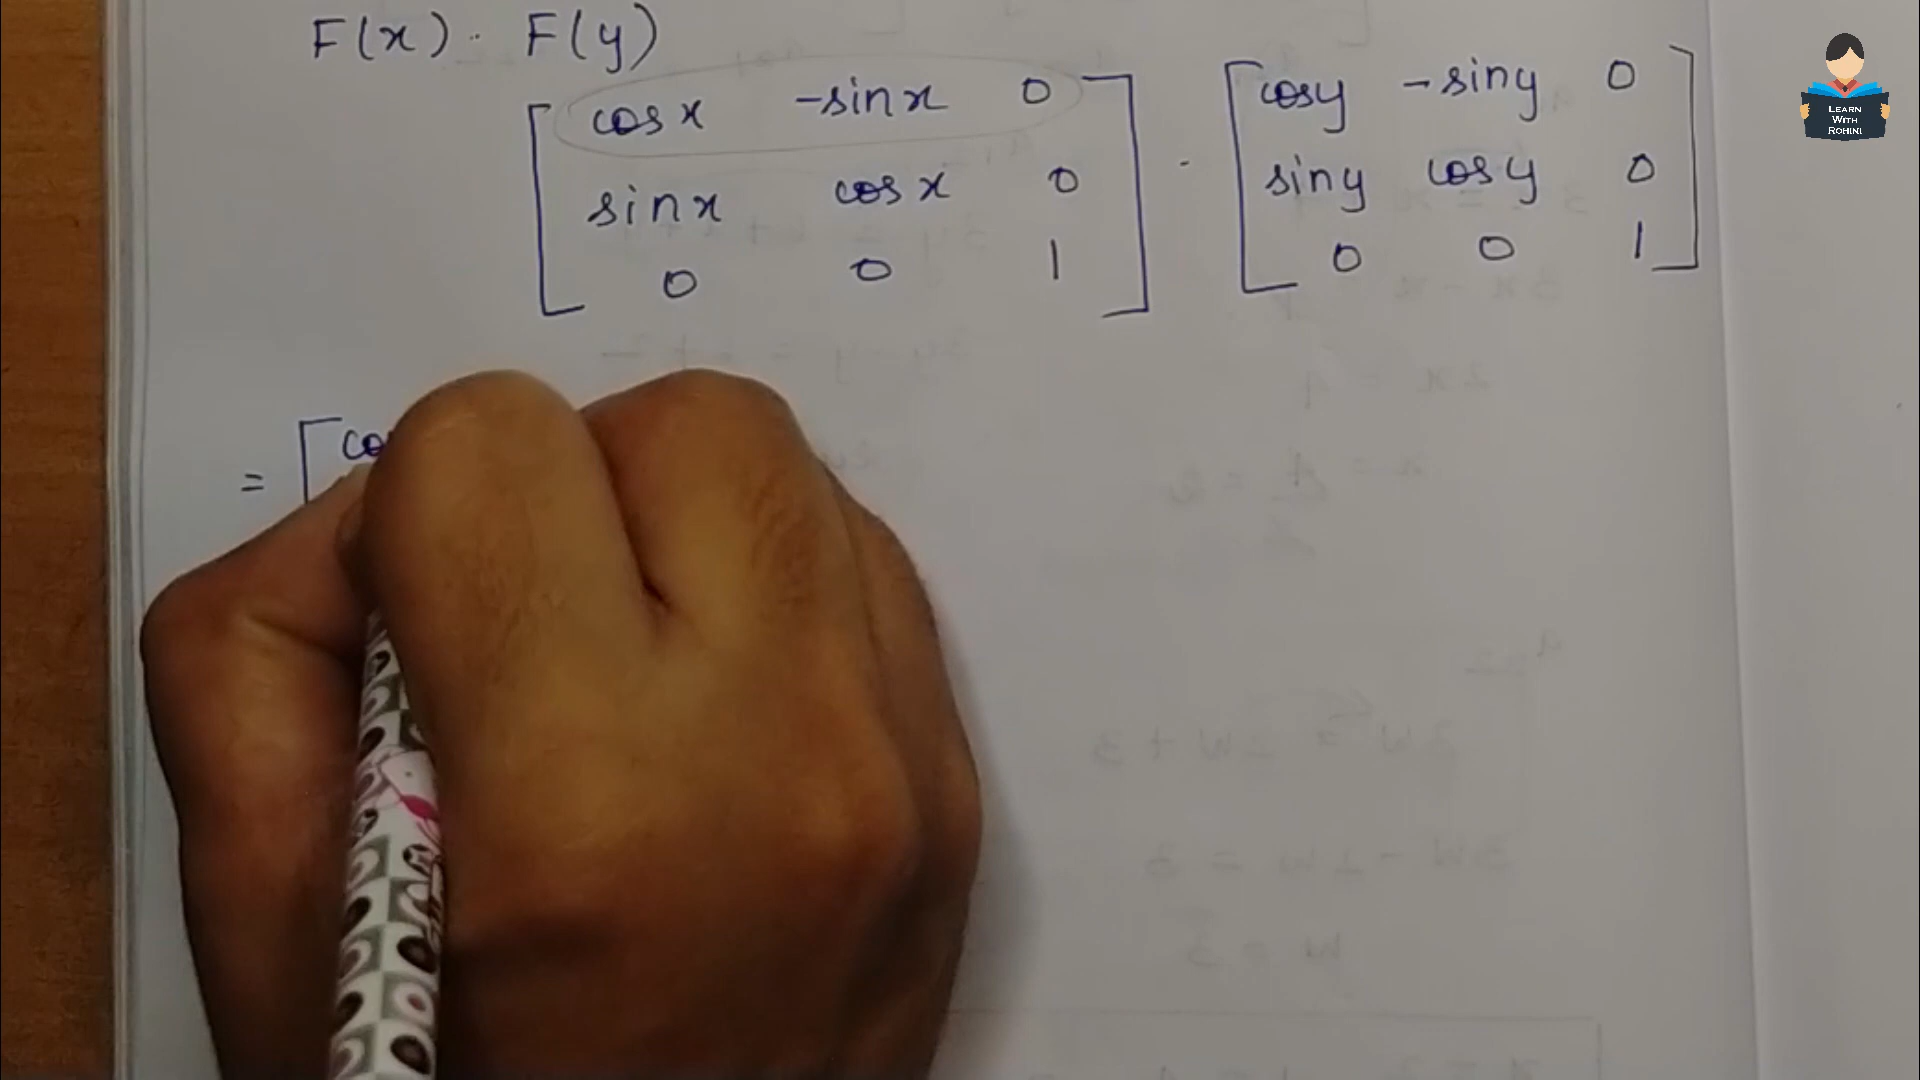 F(x) . F(y)
[ cos x -sin x 0 ] . [ cos y -sin y 0 ]
[ sin x cos x 0 ] [ sin y cos y 0 ]
[ 0 0 1 ] [ 0 0 1 ]
= [ co
LEARN
WITH
ROHINI